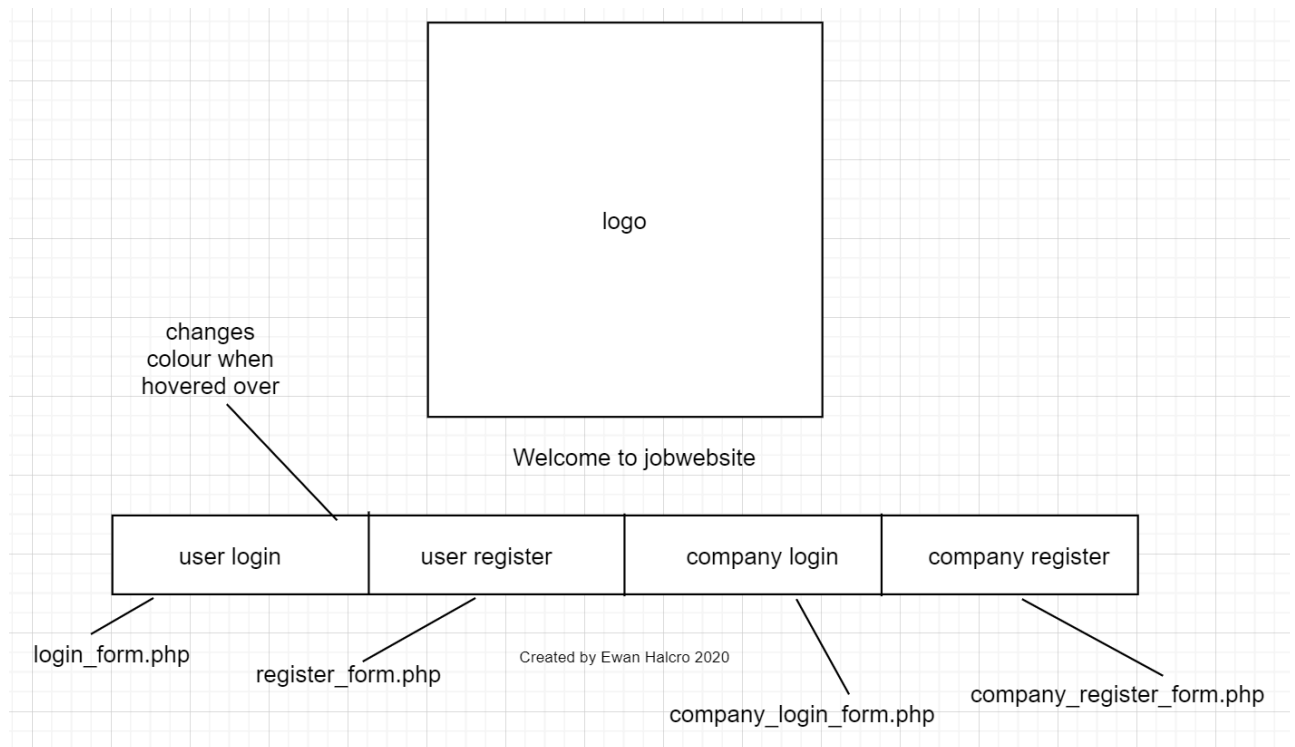 logo
changes
colour when
hovered over
Welcome to jobwebsite
user login
user register
company login
company register
login_form.php
register_form.php
Created by Ewan Halcro 2020
company_login_form.php
company_register_form.php